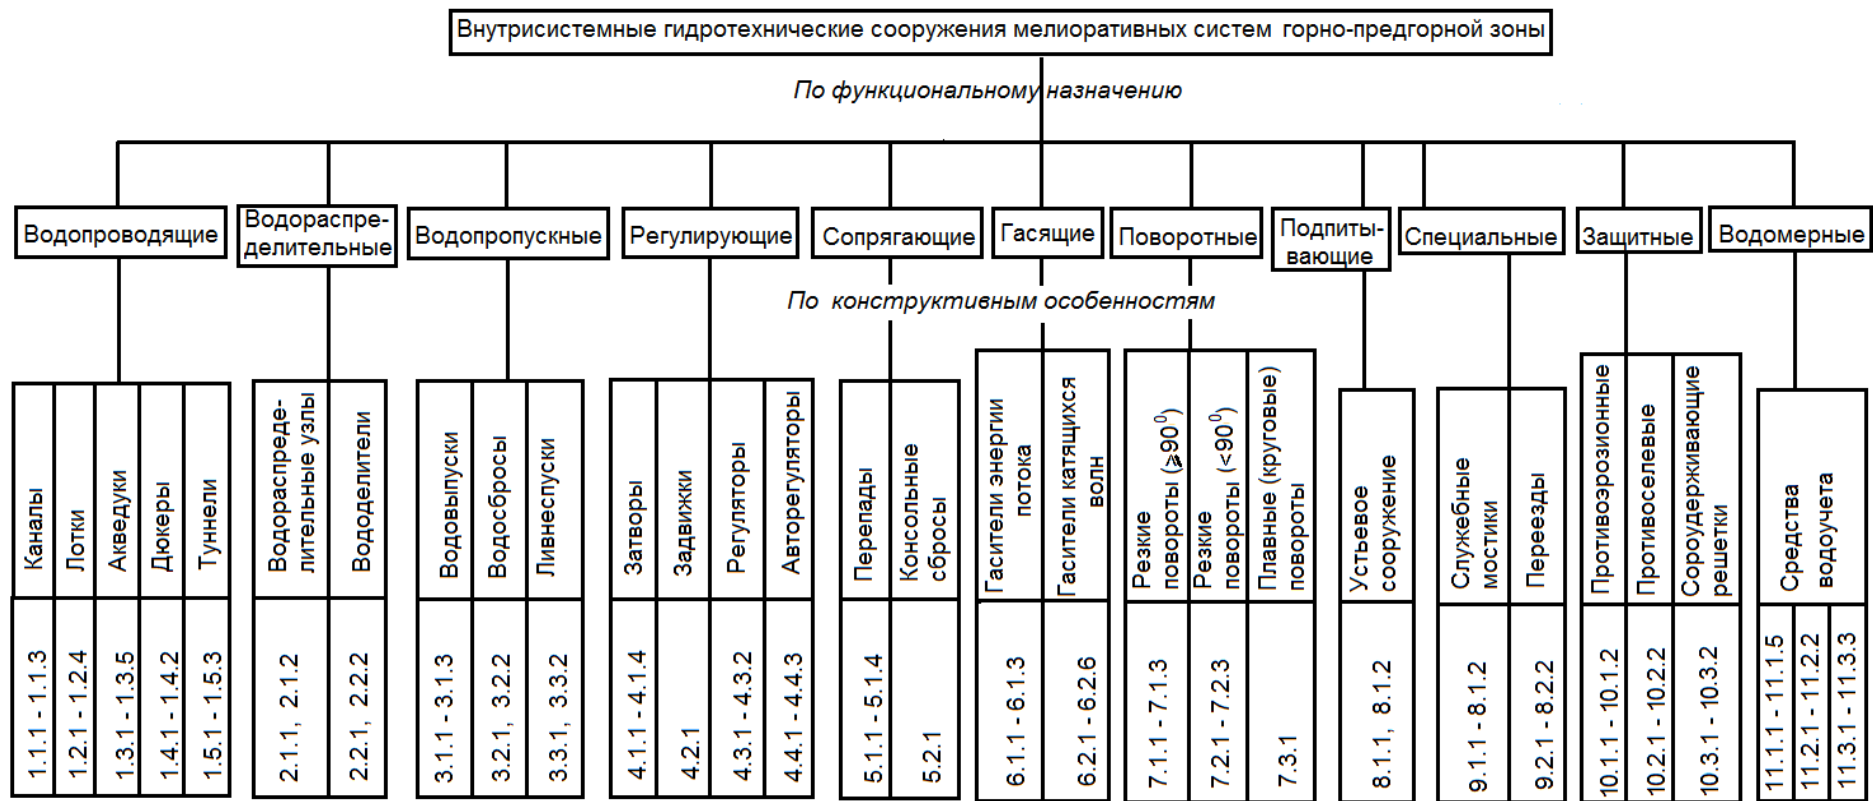 Внутрисистемные гидротехнические сооружения мелиоративных систем горно-предгорной зоны
По функциональному назначению
Водопроводящие
Водораспре-
делительные
Водопропускные
Регулирующие
Сопрягающие
Гасящие
Поворотные
Подпиты-
вающие
Специальные
Защитные
Водомерные
По конструктивным особенностям
Каналы
Лотки
Акведуки
Дюкеры
Туннели
Водораспреде-
лительные узлы
Вододелители
Водовыпуски
Водосбросы
Ливнеспуски
Затворы
Задвижки
Регуляторы
Авторегуляторы
Перепады
Консольные
сбросы
Гасители энергии
потока
Гасители катящихся
волн
Резкие
повороты (⩾90⁰)
Резкие
повороты (<90⁰)
Плавные (круговые)
повороты
Устьевое
сооружение
Служебные
мостики
Переезды
Противоэрозионные
Противоселевые
Сороудерживающие
решетки
Средства
водоучета
1.1.1 - 1.1.3
1.2.1 - 1.2.4
1.3.1 - 1.3.5
1.4.1 - 1.4.2
1.5.1 - 1.5.3
2.1.1, 2.1.2
2.2.1, 2.2.2
3.1.1 - 3.1.3
3.2.1, 3.2.2
3.3.1, 3.3.2
4.1.1 - 4.1.4
4.2.1
4.3.1 - 4.3.2
4.4.1 - 4.4.3
5.1.1 - 5.1.4
5.2.1
6.1.1 - 6.1.3
6.2.1 - 6.2.6
7.1.1 - 7.1.3
7.2.1 - 7.2.3
7.3.1
8.1.1, 8.1.2
9.1.1 - 8.1.2
9.2.1 - 8.2.2
10.1.1 - 10.1.2
10.2.1 - 10.2.2
10.3.1 - 10.3.2
11.1.1 - 11.1.5
11.2.1 - 11.2.2
11.3.1 - 11.3.3